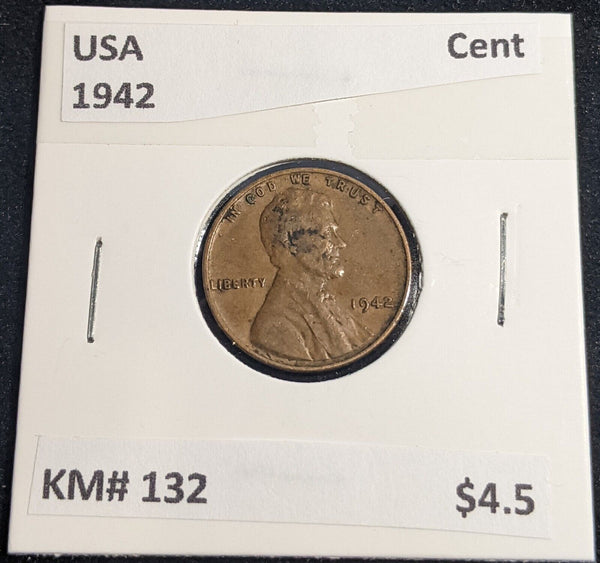 USA Cent
1942
IN GOD WE TRUST
LIBERTY 1942
KM# 132 $4.5